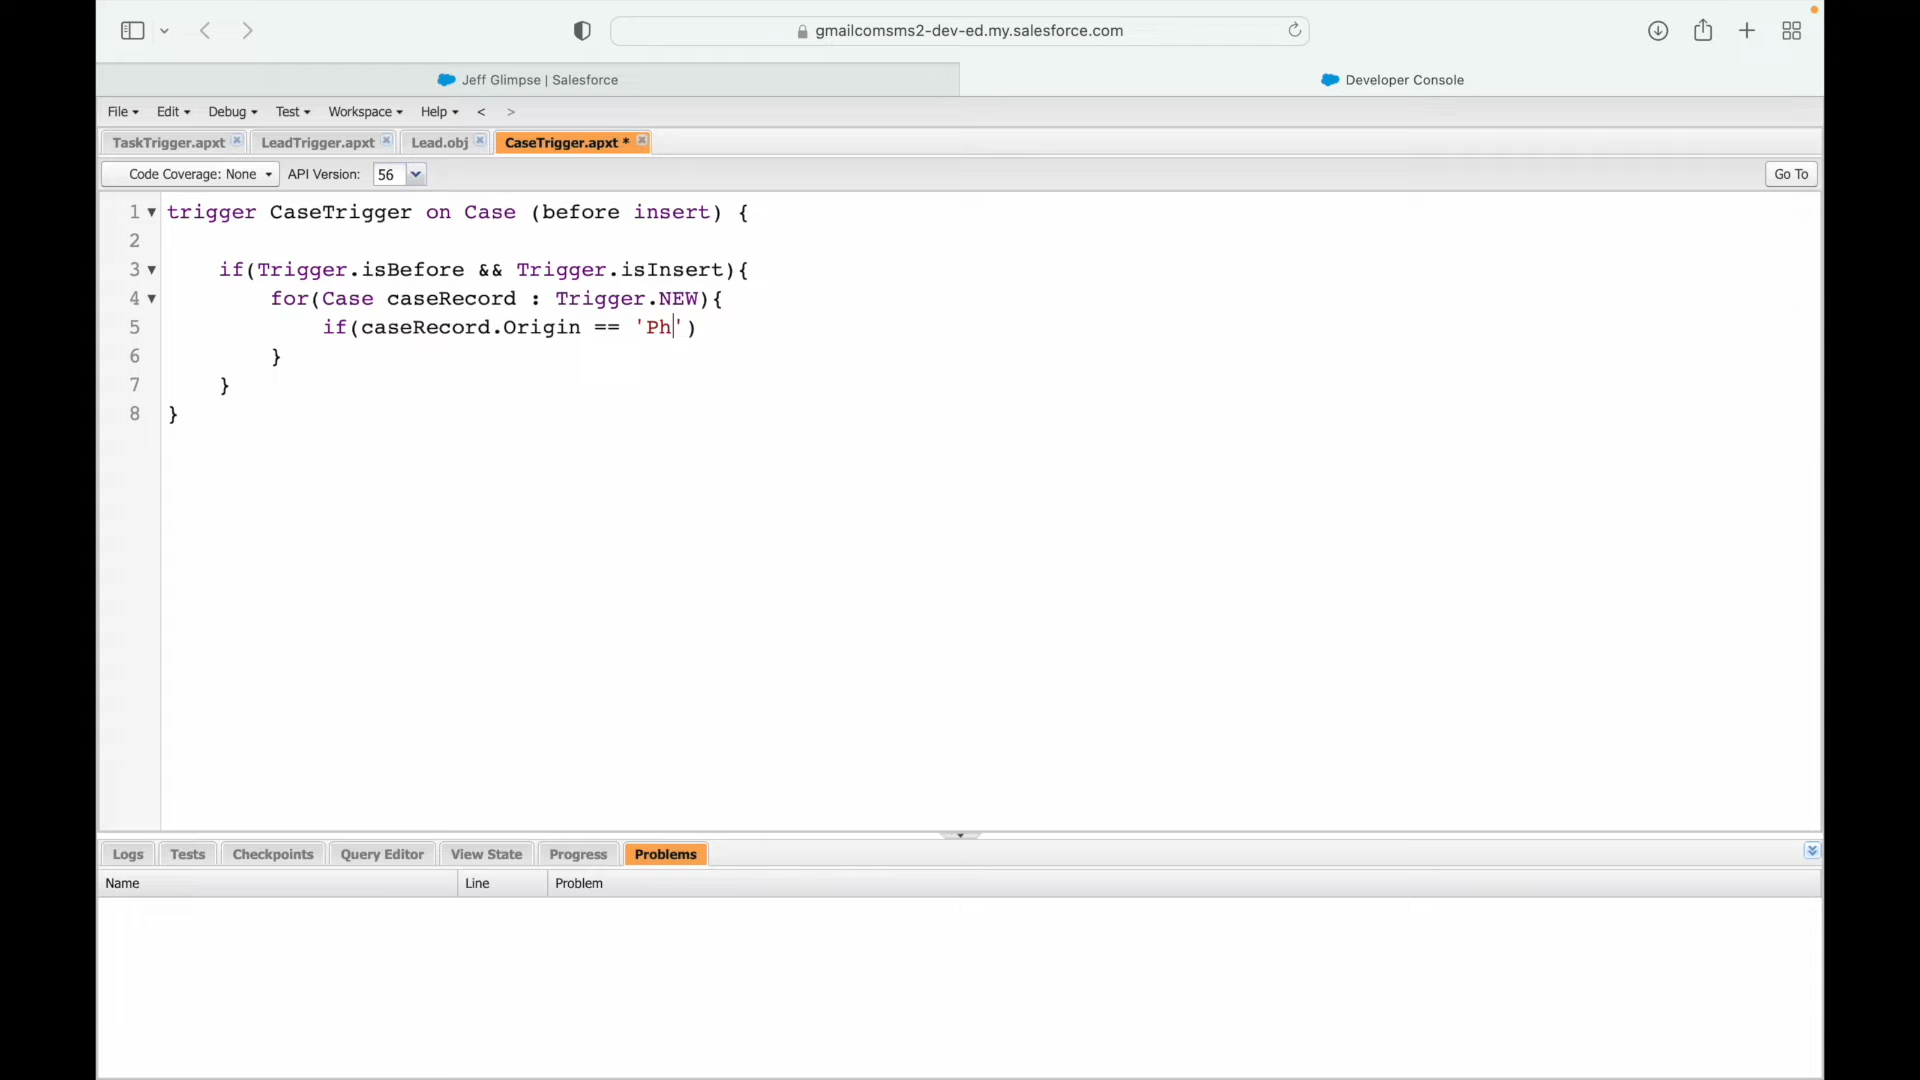 gmailcomsms2-dev-ed.my.salesforce.com
Jeff Glimpse | Salesforce
Developer Console
File Edit Debug Test Workspace Help < >
TaskTrigger.apxt LeadTrigger.apxt Lead.obj CaseTrigger.apxt *
Code Coverage: None API Version: 56 Go To
1 trigger CaseTrigger on Case (before insert) {
2
3 if(Trigger.isBefore && Trigger.isInsert){
4 for(Case caseRecord : Trigger.NEW){
5 if(caseRecord.Origin == 'Ph')
6 }
7 }
8 }
Logs Tests Checkpoints Query Editor View State Progress Problems
Name Line Problem